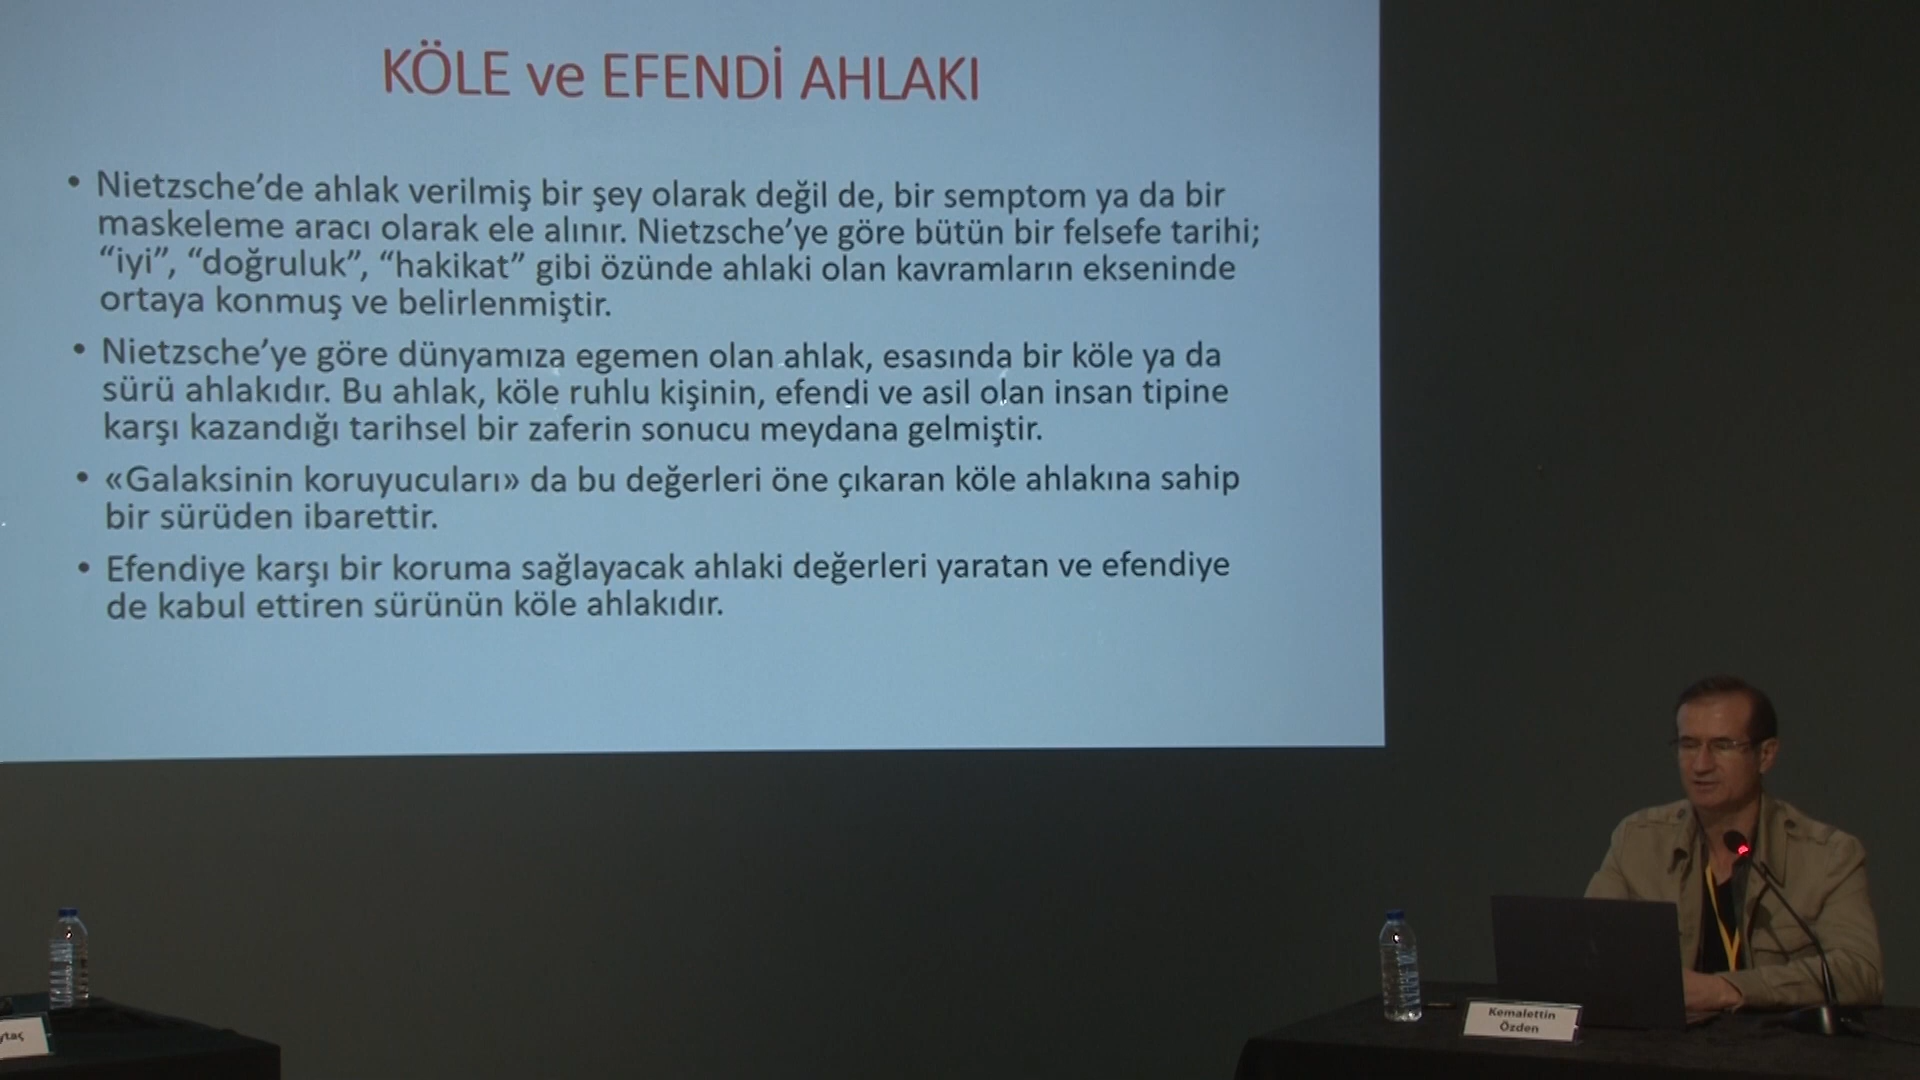 KÖLE ve EFENDİ AHLAKI
• Nietzsche’de ahlak verilmiş bir şey olarak değil de, bir semptom ya da bir
maskeleme aracı olarak ele alınır. Nietzsche’ye göre bütün bir felsefe tarihi;
“iyi”, “doğruluk”, “hakikat” gibi özünde ahlaki olan kavramların ekseninde
ortaya konmuş ve belirlenmiştir.
• Nietzsche’ye göre dünyamıza egemen olan ahlak, esasında bir köle ya da
sürü ahlakıdır. Bu ahlak, köle ruhlu kişinin, efendi ve asil olan insan tipine
karşı kazandığı tarihsel bir zaferin sonucu meydana gelmiştir.
• «Galaksinin koruyucuları» da bu değerleri öne çıkaran köle ahlakına sahip
bir sürüden ibarettir.
• Efendiye karşı bir koruma sağlayacak ahlaki değerleri yaratan ve efendiye
de kabul ettiren sürünün köle ahlakıdır.
Kemalettin
Özden
ytaç